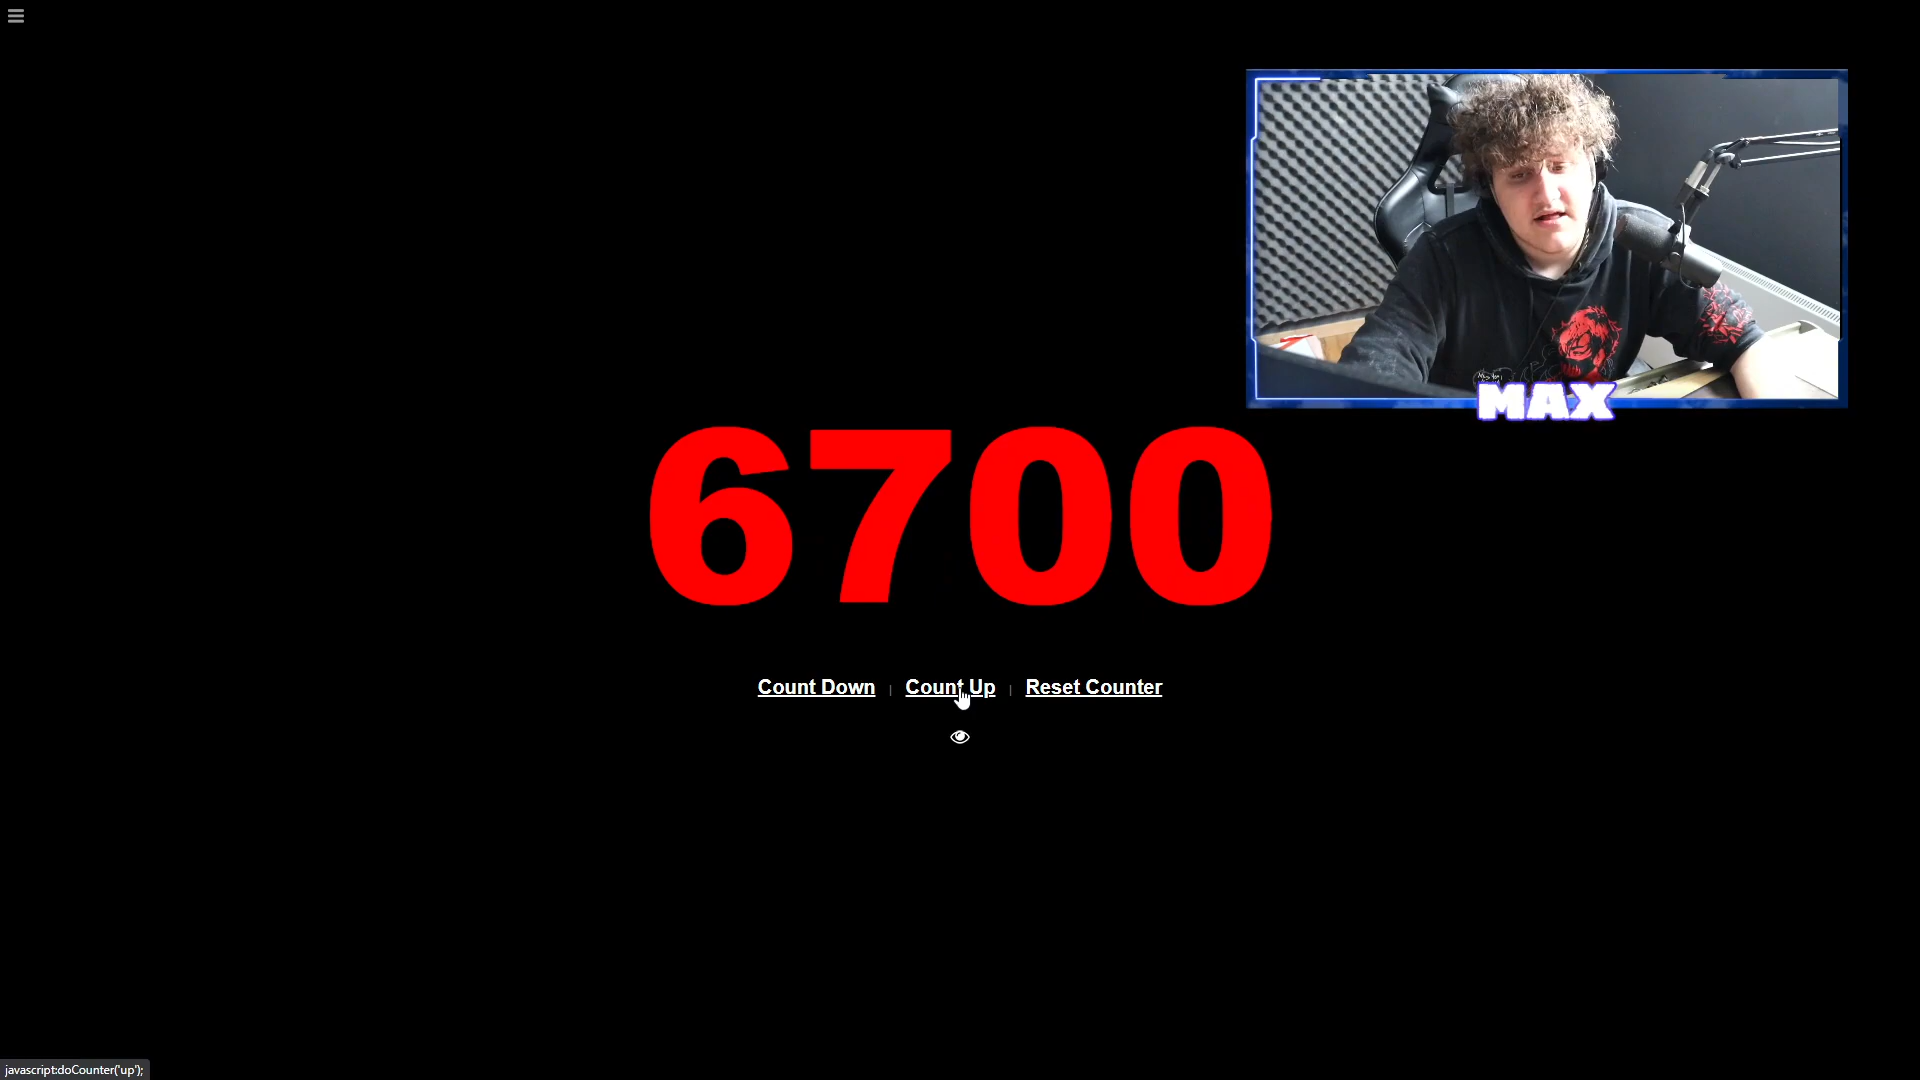 MAX
6700
Count Down | Count Up | Reset Counter
javascript:doCounter('up');